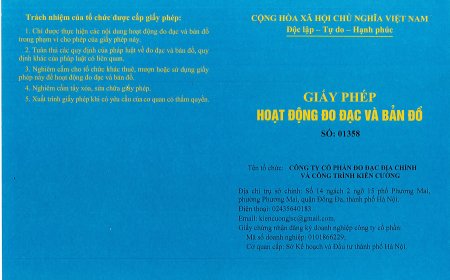 Trách nhiệm của tổ chức được cấp giấy phép:
1. Chỉ được thực hiện các nội dung hoạt động đo đạc và bản đồ
trong phạm vi cho phép của giấy phép này.
2. Tuân thủ các quy định của pháp luật về đo đạc và bản đồ, quy
định khác của pháp luật có liên quan.
3. Nghiêm cấm cho tổ chức khác thuê, mượn hoặc sử dụng giấy
phép này để hoạt động đo đạc và bản đồ.
4. Nghiêm cấm tẩy xóa, sửa chữa giấy phép.
5. Xuất trình giấy phép khi có yêu cầu của cơ quan có thẩm quyền.
CỘNG HÒA XÃ HỘI CHỦ NGHĨA VIỆT NAM
Độc lập – Tự do – Hạnh phúc
GIẤY PHÉP
HOẠT ĐỘNG ĐO ĐẠC VÀ BẢN ĐỒ
SỐ: 01358
Tên tổ chức: CÔNG TY CỔ PHẦN ĐO ĐẠC ĐỊA CHÍNH
VÀ CÔNG TRÌNH KIÊN CƯỜNG
Địa chỉ trụ sở chính: Số 14 ngách 2 ngõ 15 phố Phương Mai,
phường Phương Mai, quận Đống Đa, thành phố Hà Nội.
Điện thoại: 02435640183
Email: kiencuongjsc@gmail.com,
Giấy chứng nhận đăng ký doanh nghiệp công ty cổ phần:
Mã số doanh nghiệp: 0101866229;
Cơ quan cấp: Sở Kế hoạch và Đầu tư thành phố Hà Nội.